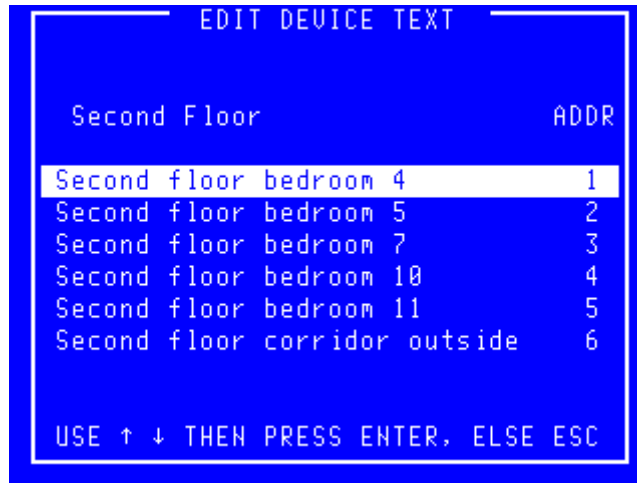 EDIT DEVICE TEXT
Second Floor ADDR
Second floor bedroom 4 1
Second floor bedroom 5 2
Second floor bedroom 7 3
Second floor bedroom 10 4
Second floor bedroom 11 5
Second floor corridor outside 6
USE ↑ ↓ THEN PRESS ENTER, ELSE ESC